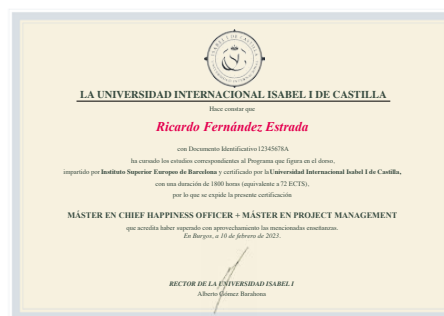 ISABEL I DE CASTILLA
LA UNIVERSIDAD INTERNACIONAL ISABEL I DE CASTILLA
Hace constar que
Ricardo Fernández Estrada
con Documento Identificativo12345678A
ha cursado los estudios correspondientes al Programa que figura en el dorso,
impartido por Instituto Superior Europeo de Barcelona y certificado por la Universidad Internacional Isabel I de Castilla,
con una duración de 1800 horas (equivalente a 72 ECTS),
por lo que se expide la presente certificación
MÁSTER EN CHIEF HAPPINESS OFFICER + MÁSTER EN PROJECT MANAGEMENT
que acredita haber superado con aprovechamiento las mencionadas enseñanzas.
En Burgos, a 10 de febrero de 2023.
RECTOR DE LA UNIVERSIDAD ISABEL I
Alberto Gómez Barahona